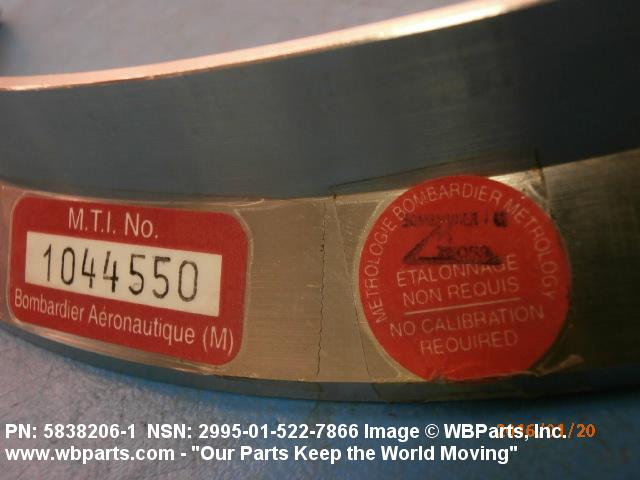 M.T.I. No.
1044550
Bombardier Aéronautique (M)
METROLOGIE BOMBARDIER METROLOGY
ÉTALONNAGE
NON REQUIS
NO CALIBRATION
REQUIRED
PN: 5838206-1 NSN: 2995-01-522-7866 Image © WBParts, Inc.
www.wbparts.com - "Our Parts Keep the World Moving"